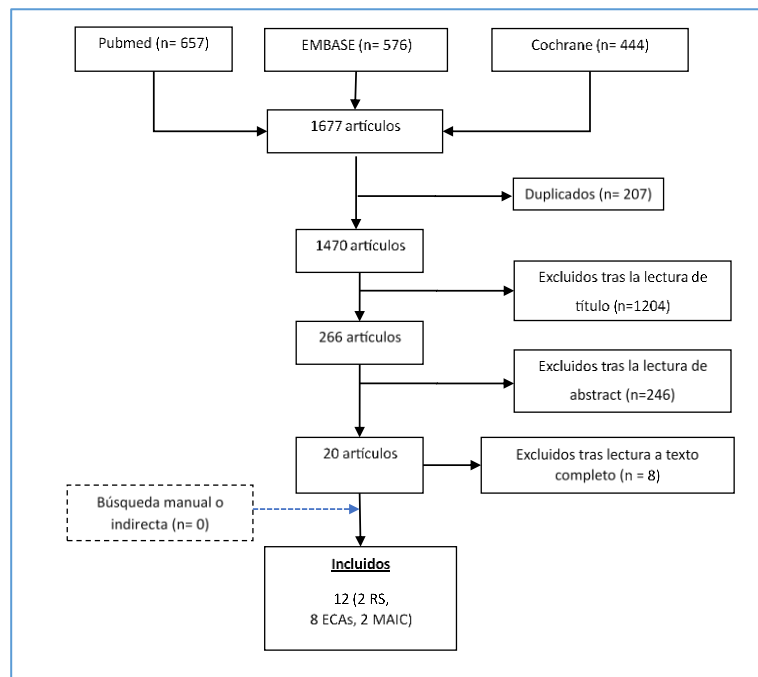 Pubmed (n= 657)
EMBASE (n= 576)
Cochrane (n= 444)
1677 artículos
Duplicados (n= 207)
1470 artículos
Excluidos tras la lectura de
título (n=1204)
266 artículos
Excluidos tras la lectura de
abstract (n=246)
20 artículos
Excluidos tras lectura a texto
completo (n = 8)
Búsqueda manual o
indirecta (n= 0)
Incluidos
12 (2 RS,
8 ECAs, 2 MAIC)